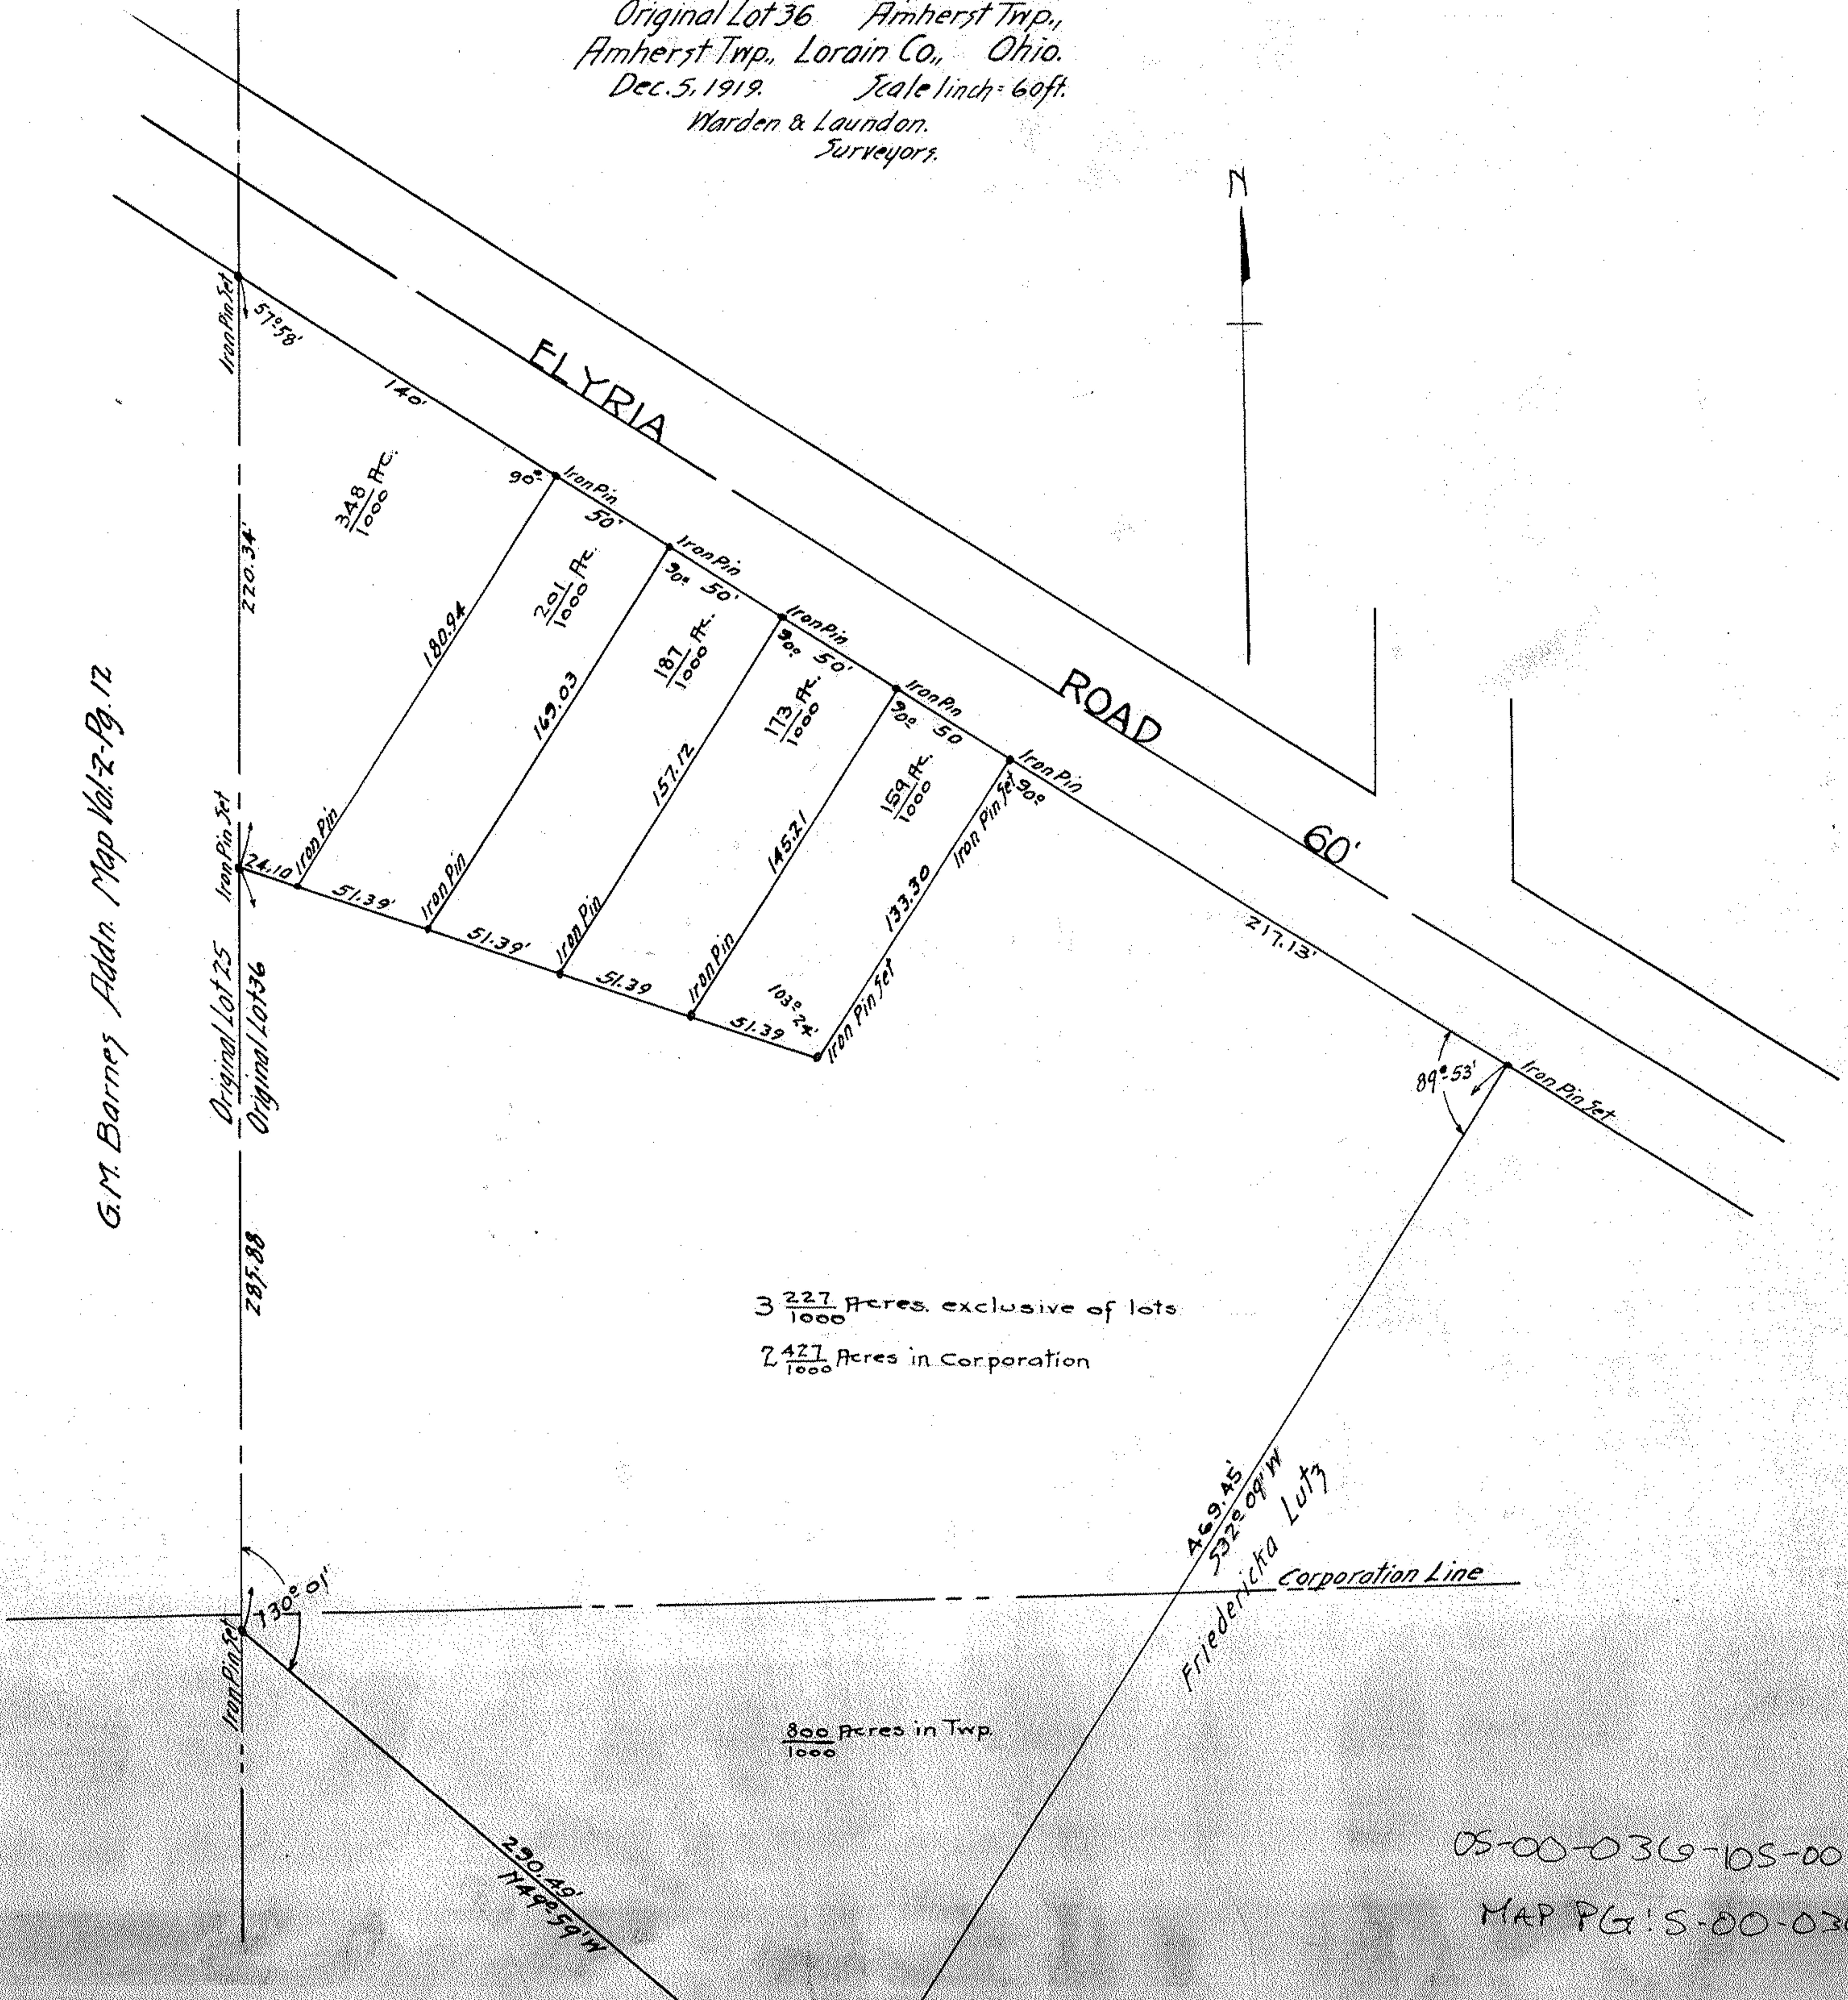 Original Lot 36 Amherst Twp.,
Amherst Twp., Lorain Co., Ohio.
Dec. 5, 1919. Scale 1 inch = 60 ft.
Warden & Laundon.
Surveyors.
N
Iron Pin Set
57°-58'
140'
ELYRIA
ROAD
60'
348/1000 Ac.
90°
Iron Pin
50'
201/1000 Ac.
Iron Pin
90° 50'
187/1000 Ac.
Iron Pin
90° 50'
173/1000 Ac.
Iron Pin
90° 50
159/1000 Ac.
Iron Pin
90°
Iron Pin Set
217.13'
220.34'
180.94
169.03
157.12
145.21
133.30
Iron Pin Set
24.10
Iron Pin
51.39'
Iron Pin
51.39'
Iron Pin
51.39
Iron Pin
51.39
103°-24'
Iron Pin Set
89°-53'
Iron Pin Set
G.M. Barnes Addn. Map Vol-2-Pg. 12
Original Lot 25
Original Lot 36
285.88
3 227/1000 Acres. exclusive of lots
2 427/1000 Acres in Corporation
469.45'
S32° 09' W
Friedericka Lutz
Corporation Line
130° 01'
Iron Pin Set
800/1000 Acres in Twp.
290.49'
N49°-59'W
05-00-036-105-00
MAP PG: 5-00-03